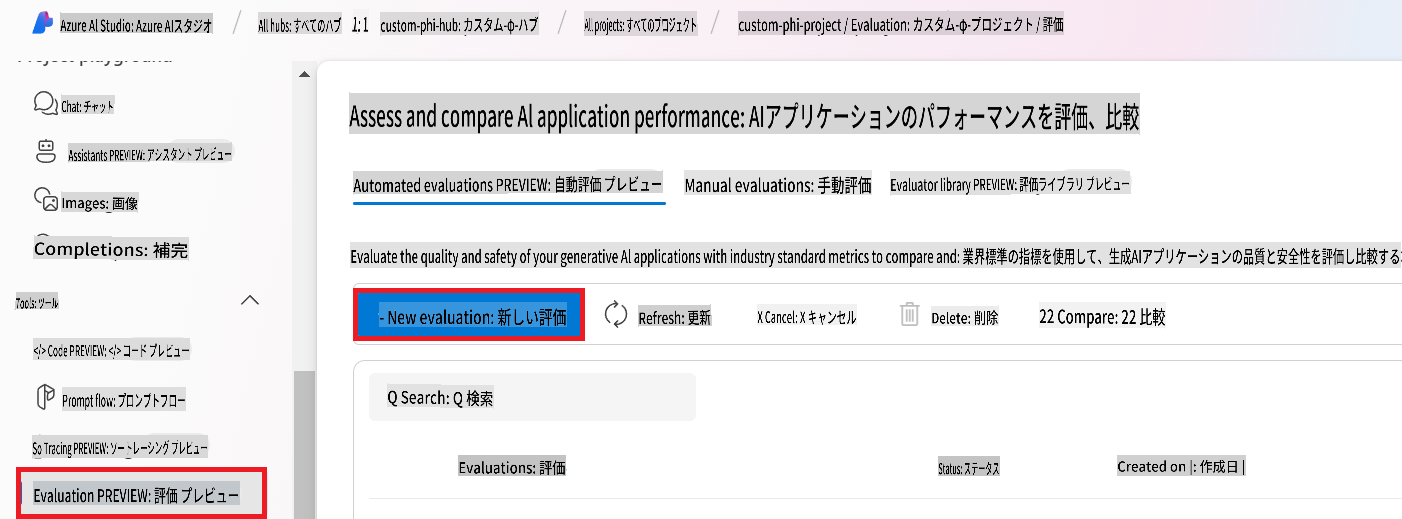 Azure AI Studio: Azure AIスタジオ / All hubs: すべてのハブ 1:1 custom-phi-hub: カスタム-φ-ハブ / All projects: すべてのプロジェクト / custom-phi-project / Evaluation: カスタム-φ-プロジェクト / 評価
Project playground
Chat: チャット
Assistants PREVIEW: アシスタント プレビュー
Images: 画像
Completions: 補完
Tools: ツール
</> Code PREVIEW: </> コード プレビュー
Prompt flow: プロンプトフロー
So Tracing PREVIEW: ソートレーシング プレビュー
Evaluation PREVIEW: 評価 プレビュー
Assess and compare AI application performance: AIアプリケーションのパフォーマンスを評価、比較
Automated evaluations PREVIEW: 自動評価 プレビュー Manual evaluations: 手動評価 Evaluator library PREVIEW: 評価ライブラリ プレビュー
Evaluate the quality and safety of your generative AI applications with industry standard metrics to compare and: 業界標準の指標を使用して、生成AIアプリケーションの品質と安全性を評価し比較する
- New evaluation: 新しい評価 Refresh: 更新 X Cancel: X キャンセル Delete: 削除 22 Compare: 22 比較
Q Search: Q 検索
Evaluations: 評価 Status: ステータス Created on |: 作成日 |